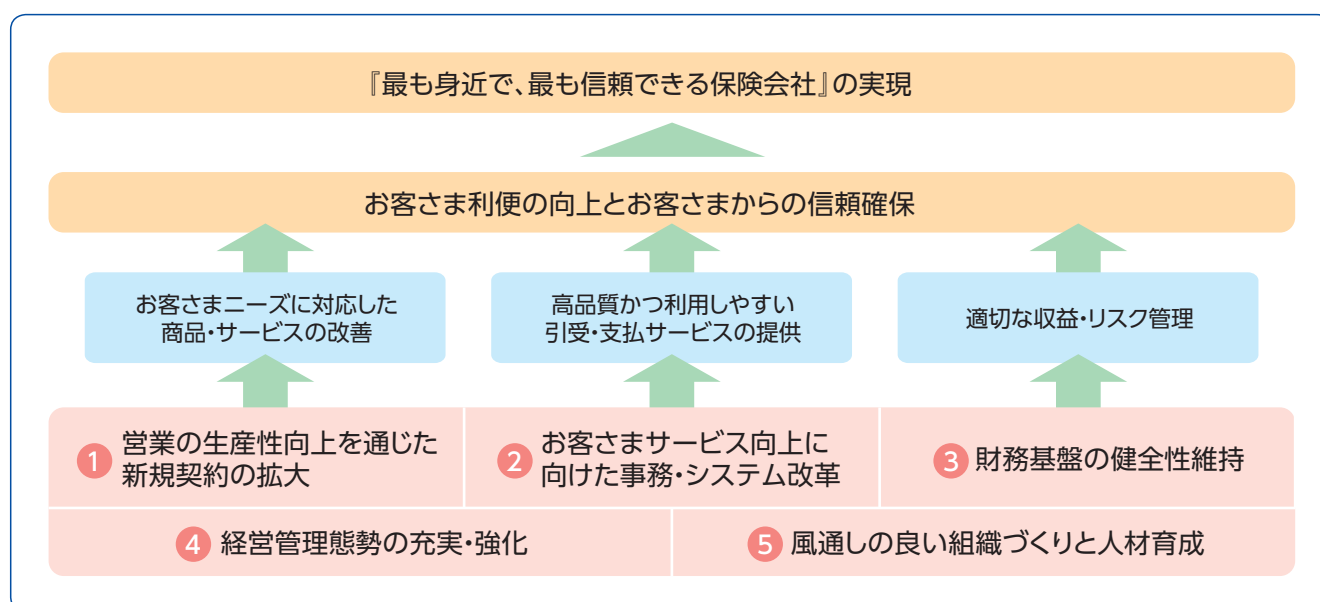 『最も身近で、最も信頼できる保険会社』の実現
お客さま利便の向上とお客さまからの信頼確保
お客さまニーズに対応した
商品・サービスの改善
高品質かつ利用しやすい
引受・支払サービスの提供
適切な収益・リスク管理
1 営業の生産性向上を通じた
新規契約の拡大
2 お客さまサービス向上に
向けた事務・システム改革
3 財務基盤の健全性維持
4 経営管理態勢の充実・強化
5 風通しの良い組織づくりと人材育成